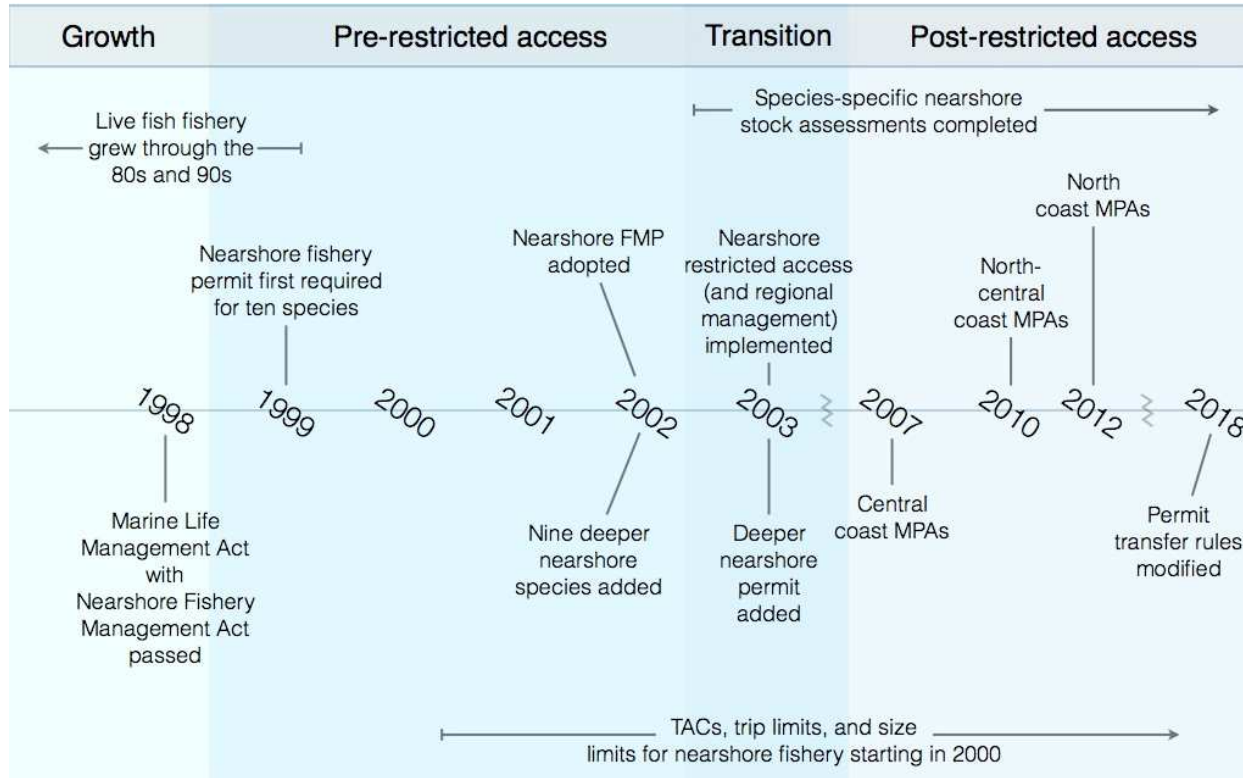 Growth
Pre-restricted access
Transition
Post-restricted access
Species-specific nearshore
stock assessments completed
Live fish fishery
grew through the
80s and 90s
North
coast MPAs
Nearshore fishery
permit first required
for ten species
Nearshore FMP
adopted
Nearshore
restricted access
(and regional
management)
implemented
North-
central
coast MPAs
1998
1999
2000
2001
2002
2003
2007
2010
2012
2018
Marine Life
Management Act
with
Nearshore Fishery
Management Act
passed
Nine deeper
nearshore
species added
Deeper
nearshore
permit
added
Central
coast MPAs
Permit
transfer rules
modified
TACs, trip limits, and size
limits for nearshore fishery starting in 2000